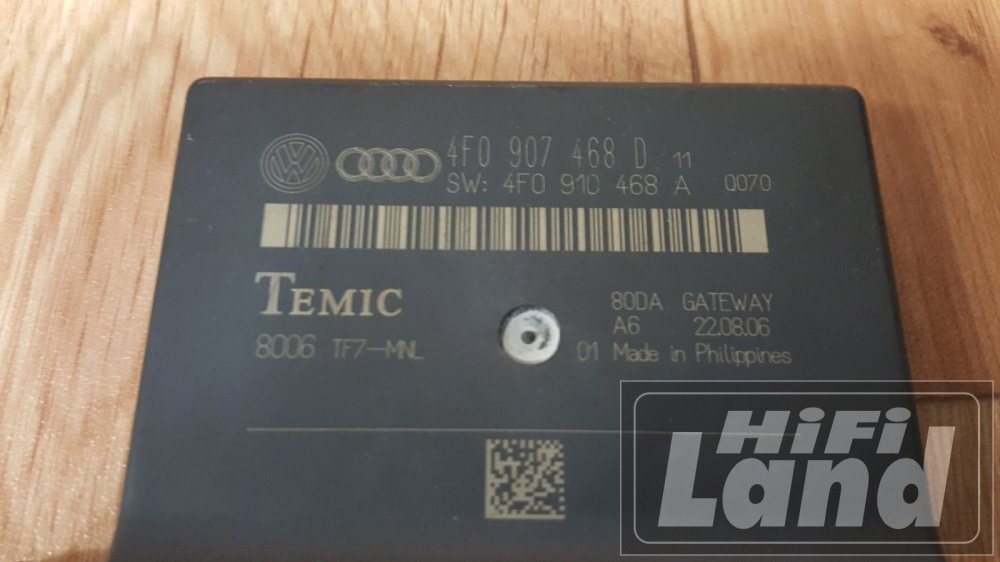 4F0 907 468 D 11
SW: 4F0 910 468 A 0070
TEMIC
8006 TF7-MNL
80DA GATEWAY
A6 22.08.06
01 Made in Philippines
HiFi
Land